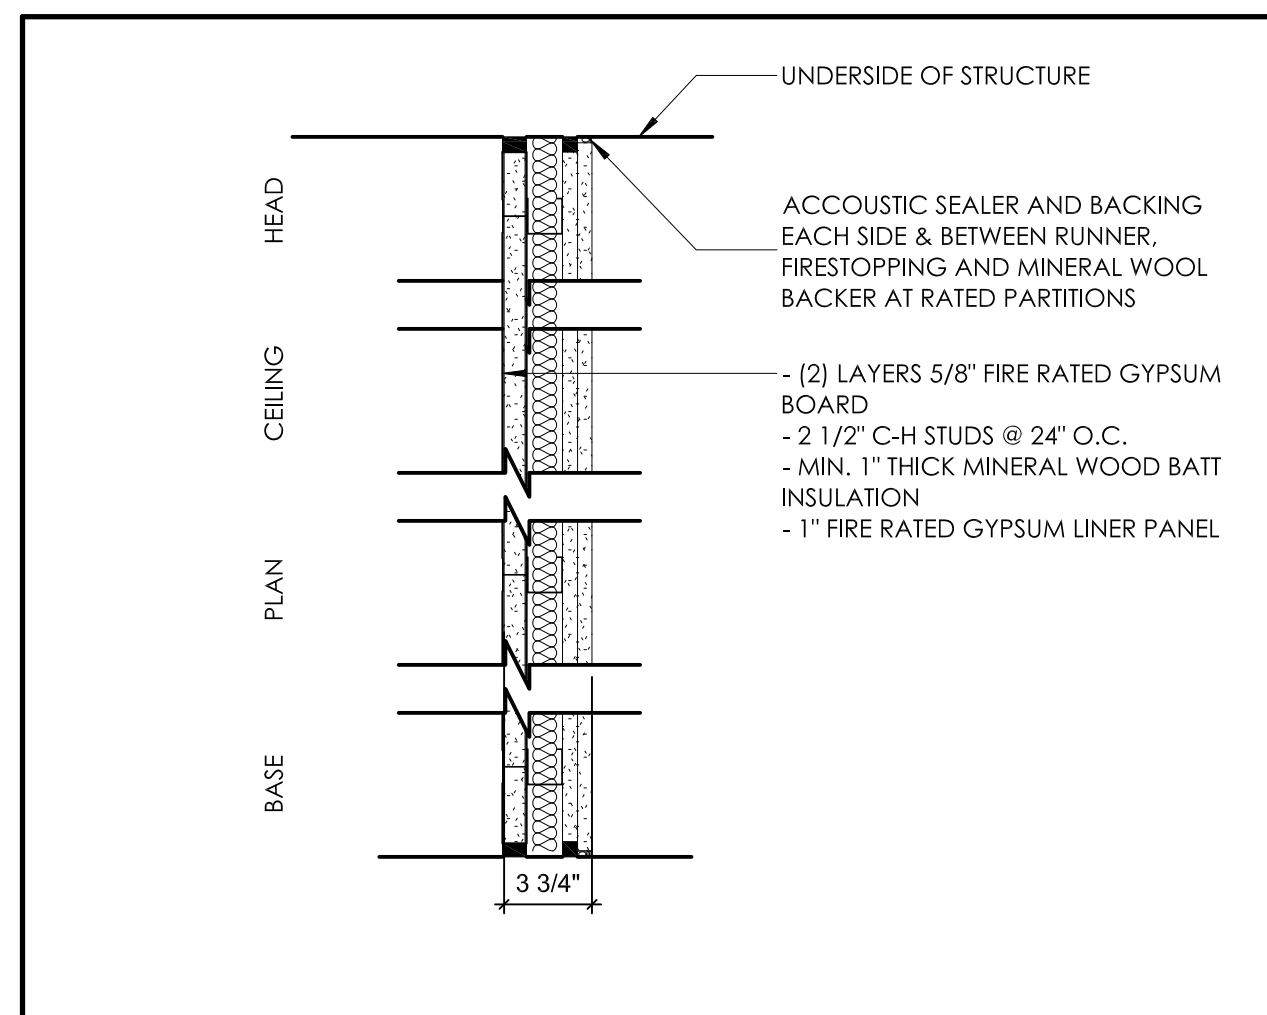 UNDERSIDE OF STRUCTURE
HEAD
ACCOUSTIC SEALER AND BACKING
EACH SIDE & BETWEEN RUNNER,
FIRESTOPPING AND MINERAL WOOL
BACKER AT RATED PARTITIONS
CEILING
- (2) LAYERS 5/8" FIRE RATED GYPSUM
BOARD
- 2 1/2" C-H STUDS @ 24" O.C.
- MIN. 1" THICK MINERAL WOOD BATT
INSULATION
- 1" FIRE RATED GYPSUM LINER PANEL
PLAN
BASE
3 3/4"